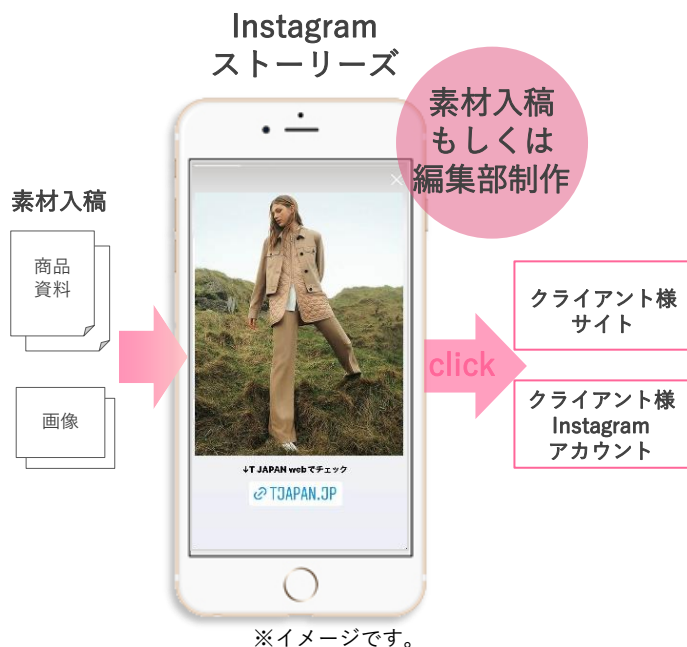 Instagram
ストーリーズ
素材入稿
もしくは
編集部制作
素材入稿
商品
資料
画像
click
クライアント様
サイト
クライアント様
Instagram
アカウント
↓T JAPAN webでチェック
TJAPAN.JP
※イメージです。